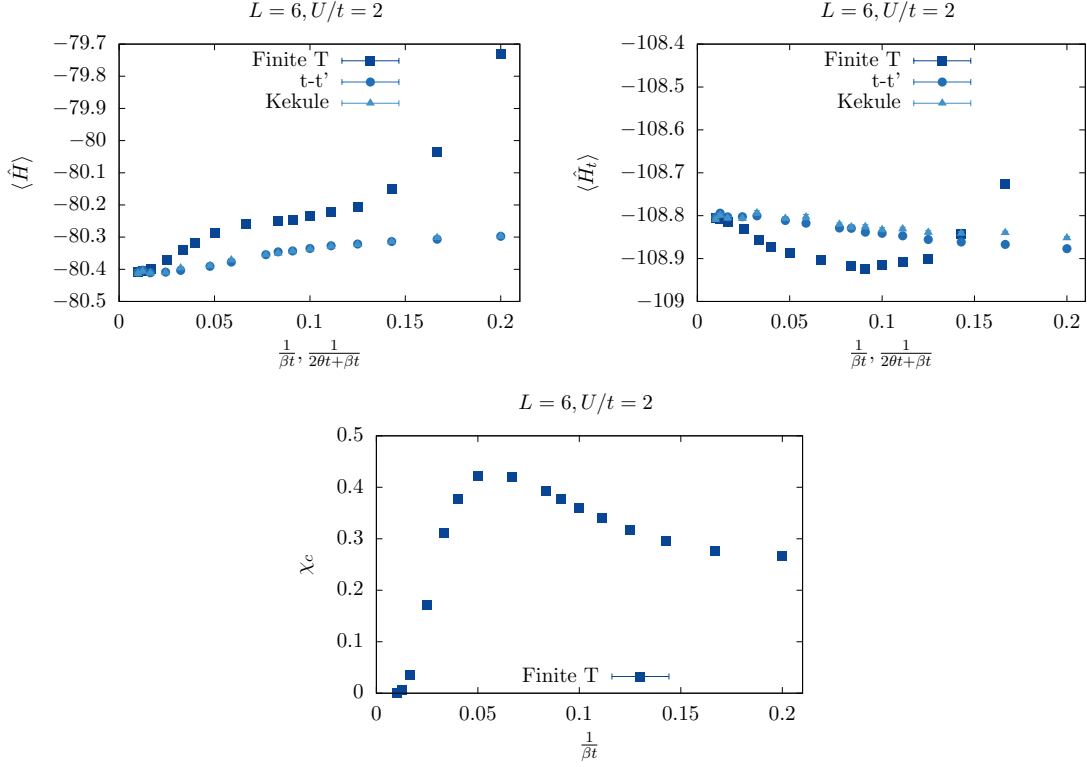 L = 6, U/t = 2
−79.7
−79.8
−79.9
−80
−80.1
−80.2
−80.3
−80.4
−80.5
⟨Ĥ⟩
Finite T
t-t'
Kekule
0 0.05 0.1 0.15 0.2
1/βt, 1/(2θt+βt)
L = 6, U/t = 2
−108.4
−108.5
−108.6
−108.7
−108.8
−108.9
−109
⟨Ĥ_t⟩
Finite T
t-t'
Kekule
0 0.05 0.1 0.15 0.2
1/βt, 1/(2θt+βt)
L = 6, U/t = 2
0.5
0.4
0.3
0.2
0.1
0
χ_c
Finite T
0 0.05 0.1 0.15 0.2
1/βt